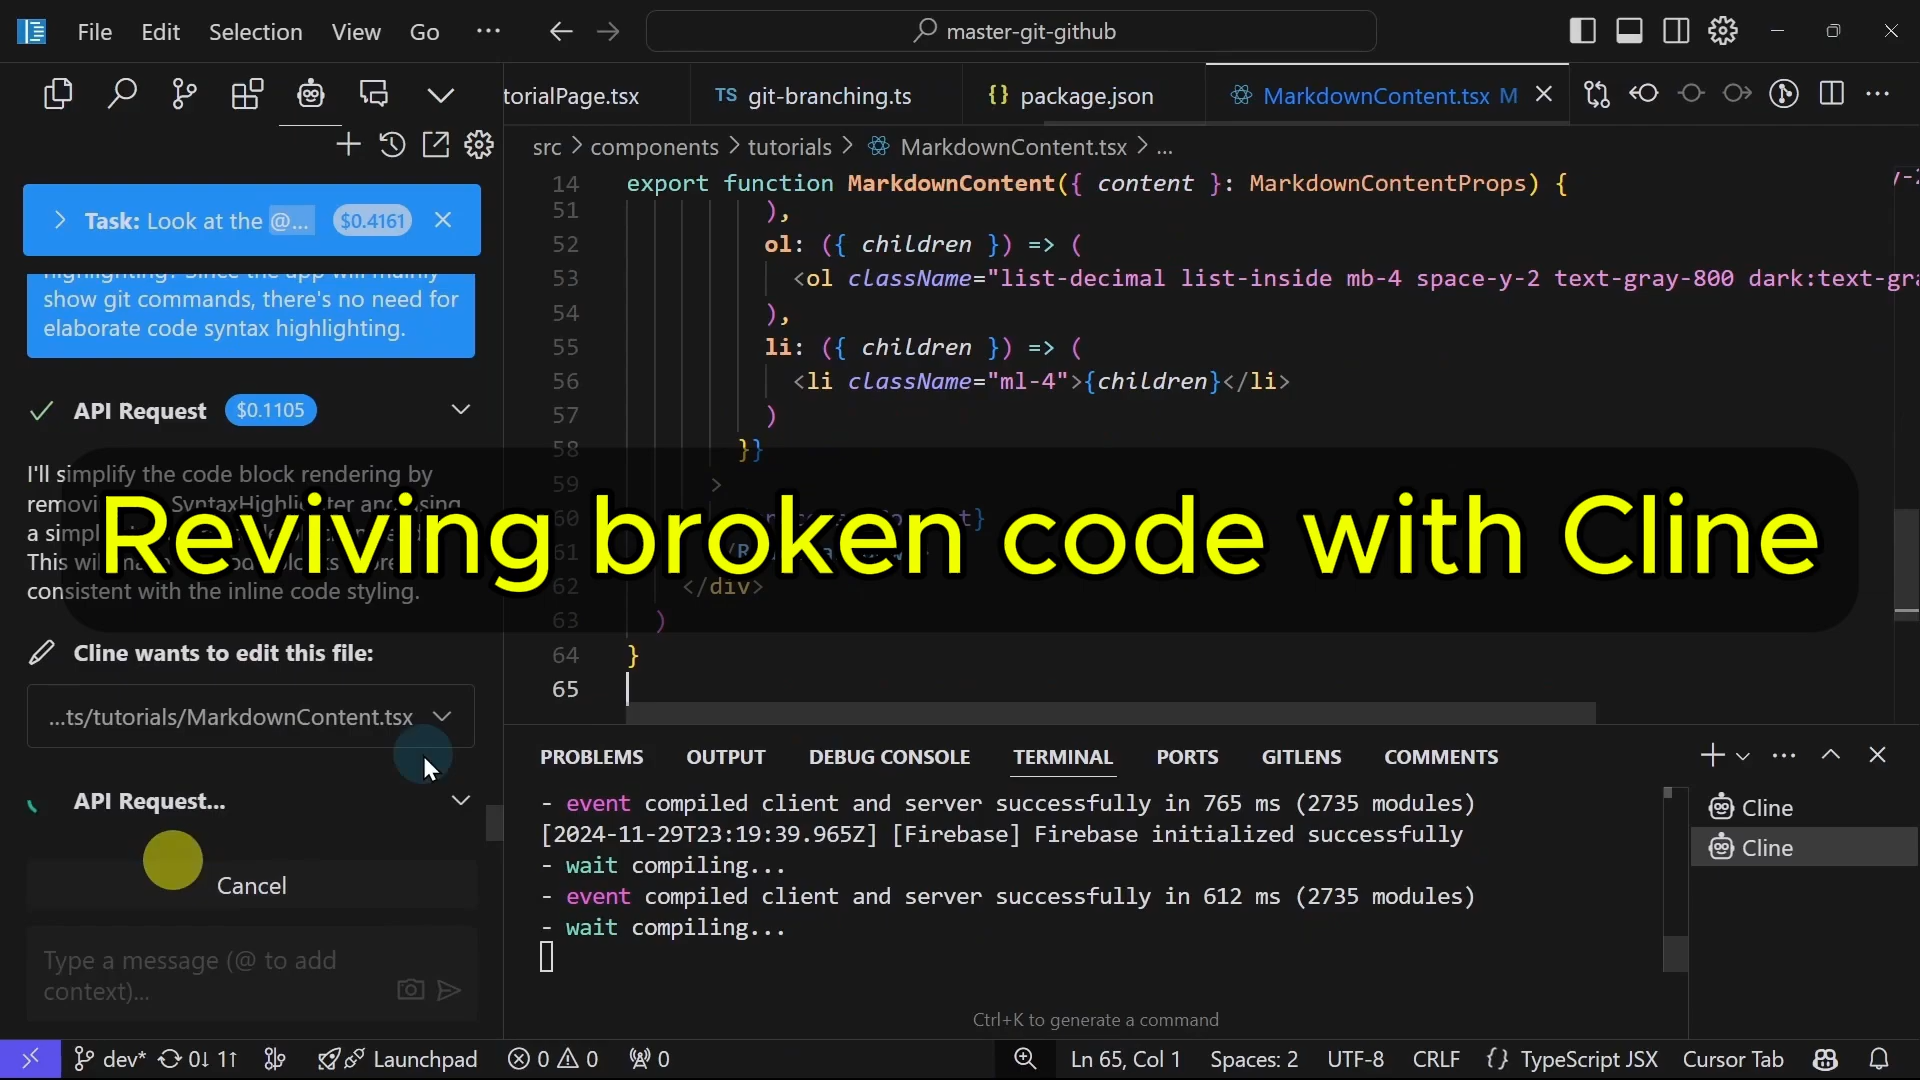 File Edit Selection View Go ··· master-git-github
torialPage.tsx TS git-branching.ts {} package.json MarkdownContent.tsx M
src > components > tutorials > MarkdownContent.tsx > ...
Task: Look at the @... $0.4161
show git commands, there's no need for
elaborate code syntax highlighting.
API Request $0.1105
I'll simplify the code block rendering by
consistent with the inline code styling.
Cline wants to edit this file:
...ts/tutorials/MarkdownContent.tsx
API Request...
Cancel
Type a message (@ to add
context)...
14 export function MarkdownContent({ content }: MarkdownContentProps) {
51 ),
52 ol: ({ children }) => (
53 <ol className="list-decimal list-inside mb-4 space-y-2 text-gray-800 dark:text-gra
54 ),
55 li: ({ children }) => (
56 <li className="ml-4">{children}</li>
57 )
58 }}
59 >
60
61
62 </div>
63 )
64 }
65
Reviving broken code with Cline
PROBLEMS OUTPUT DEBUG CONSOLE TERMINAL PORTS GITLENS COMMENTS
- event compiled client and server successfully in 765 ms (2735 modules)
[2024-11-29T23:19:39.965Z] [Firebase] Firebase initialized successfully
- wait compiling...
- event compiled client and server successfully in 612 ms (2735 modules)
- wait compiling...
Ctrl+K to generate a command
Cline
Cline
dev* 0↓ 1↑ Launchpad 0 0 0 Ln 65, Col 1 Spaces: 2 UTF-8 CRLF {} TypeScript JSX Cursor Tab